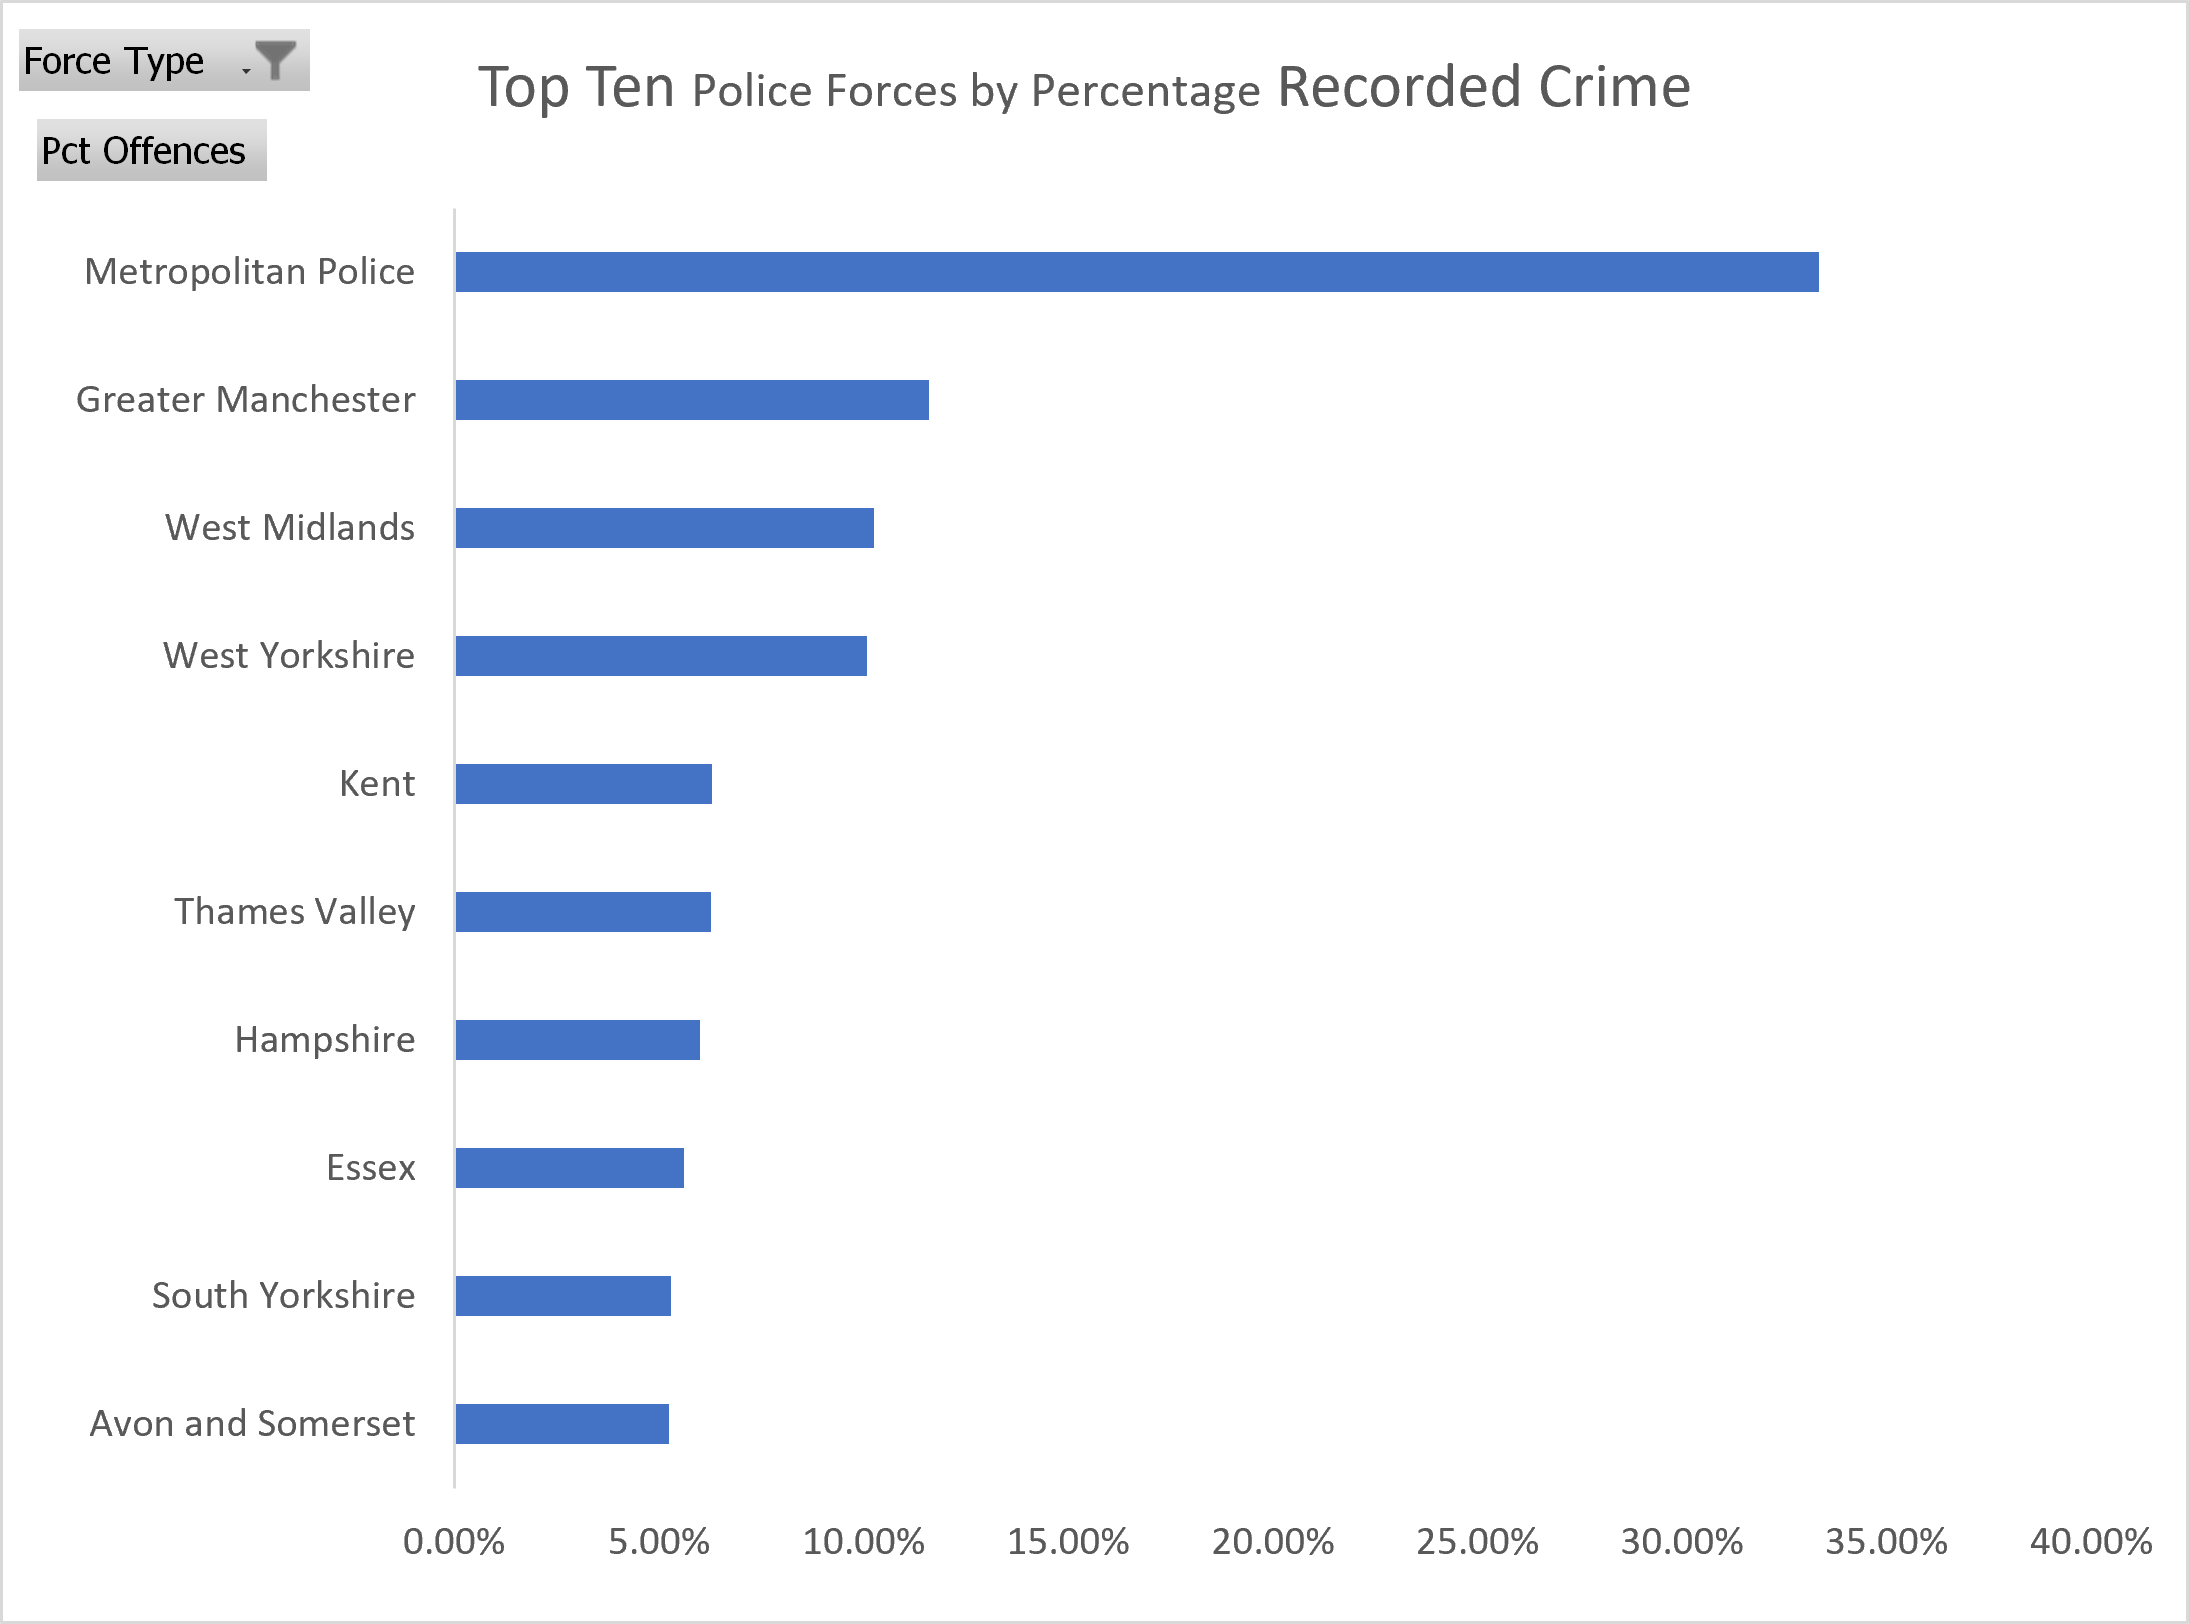 Force Type
Top Ten Police Forces by Percentage Recorded Crime
Pct Offences
Metropolitan Police
Greater Manchester
West Midlands
West Yorkshire
Kent
Thames Valley
Hampshire
Essex
South Yorkshire
Avon and Somerset
0.00% 5.00% 10.00% 15.00% 20.00% 25.00% 30.00% 35.00% 40.00%